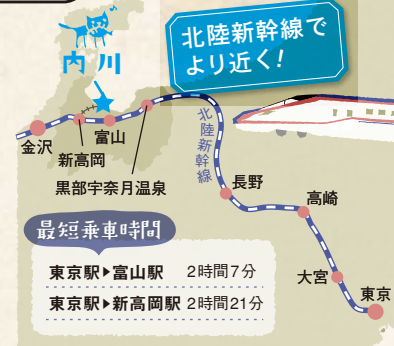 北陸新幹線で
より近く!
内川
金沢
新高岡
富山
黒部宇奈月温泉
北陸新幹線
長野
高崎
大宮
東京
最短乗車時間
東京駅▶富山駅 2時間7分
東京駅▶新高岡駅 2時間21分